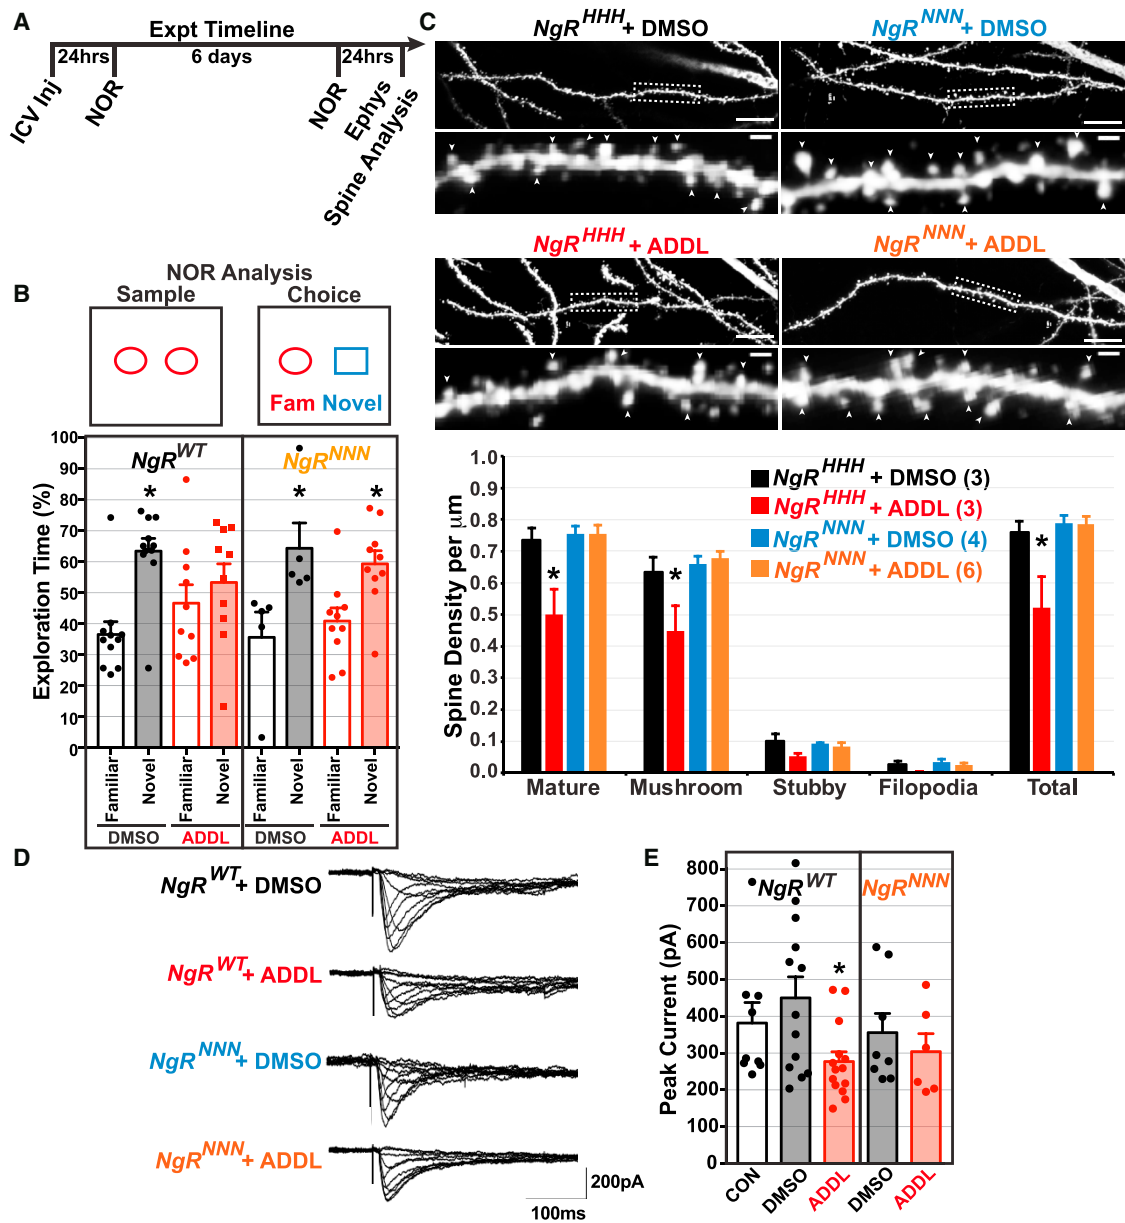 A
Expt Timeline
24hrs
6 days
24hrs
ICV Inj
NOR
NOR
Ephys
Spine Analysis
B
NOR Analysis
Sample
Choice
Fam
Novel
Exploration Time (%)
100
90
80
70
60
50
40
30
20
10
0
NgR^WT
NgR^NNN
*
*
*
Familiar
Novel
Familiar
Novel
Familiar
Novel
Familiar
Novel
DMSO
ADDL
DMSO
ADDL
C
NgR^HHH + DMSO
NgR^NNN + DMSO
NgR^HHH + ADDL
NgR^NNN + ADDL
Spine Density per μm
1.0
0.9
0.8
0.7
0.6
0.5
0.4
0.3
0.2
0.1
0.0
NgR^HHH + DMSO (3)
NgR^HHH + ADDL (3)
NgR^NNN + DMSO (4)
NgR^NNN + ADDL (6)
*
*
*
Mature
Mushroom
Stubby
Filopodia
Total
D
NgR^WT + DMSO
NgR^WT + ADDL
NgR^NNN + DMSO
NgR^NNN + ADDL
200pA
100ms
E
Peak Current (pA)
800
700
600
500
400
300
200
100
0
NgR^WT
NgR^NNN
*
CON
DMSO
ADDL
DMSO
ADDL